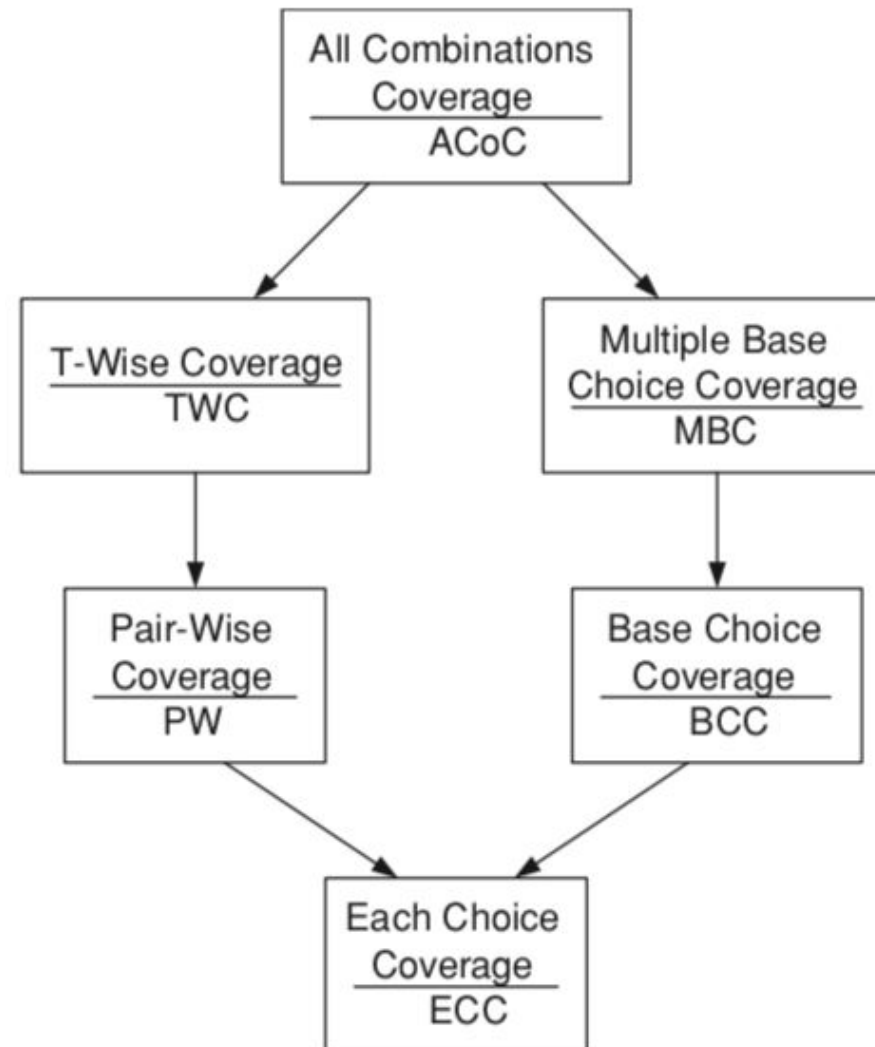 All Combinations
Coverage
ACoC
T-Wise Coverage
TWC
Multiple Base
Choice Coverage
MBC
Pair-Wise
Coverage
PW
Base Choice
Coverage
BCC
Each Choice
Coverage
ECC